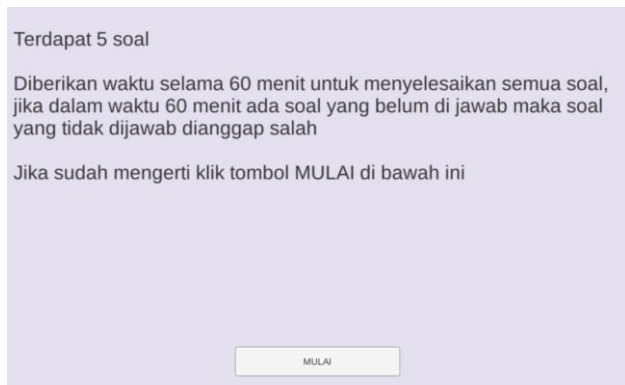 Terdapat 5 soal
Diberikan waktu selama 60 menit untuk menyelesaikan semua soal,
jika dalam waktu 60 menit ada soal yang belum di jawab maka soal
yang tidak dijawab dianggap salah
Jika sudah mengerti klik tombol MULAI di bawah ini
MULAI